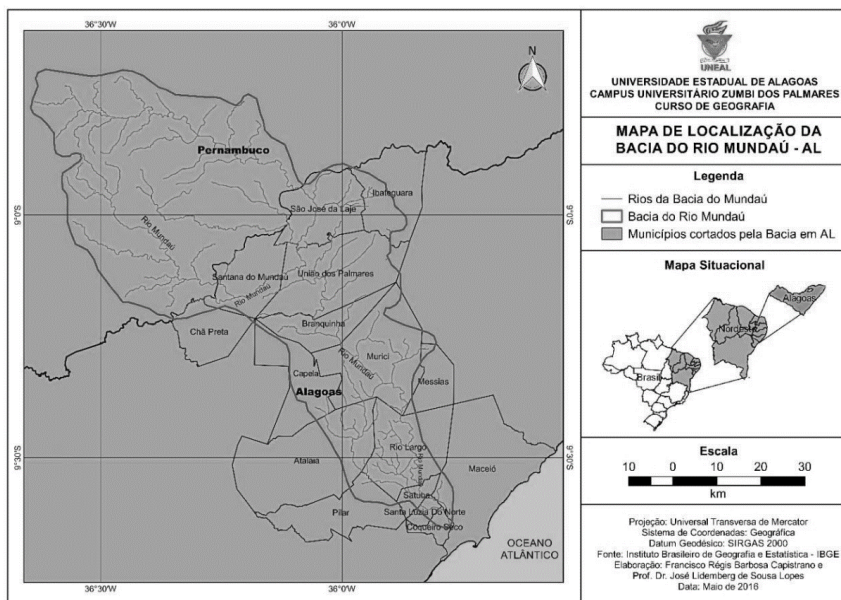 36°30'W
36°0'W
N
Pernambuco
Ibateguara
São José da Laje
9°0'S
9°0'S
Rio Mundaú
Santana do Mundaú
União dos Palmares
Rio Mundaú
Chã Preta
Branquinha
Rio Mundaú
Murici
Capela
Messias
Alagoas
Rio Largo
Rio Mundaú
9°30'S
9°30'S
Atalaia
Maceió
Satuba
Pilar
Santa Luzia Do Norte
Coqueiro Seco
OCEANO
ATLÂNTICO
36°30'W
36°0'W
UNEAL
UNIVERSIDADE ESTADUAL DE ALAGOAS
CAMPUS UNIVERSITÁRIO ZUMBI DOS PALMARES
CURSO DE GEOGRAFIA
MAPA DE LOCALIZAÇÃO DA
BACIA DO RIO MUNDAÚ - AL
Legenda
Rios da Bacia do Mundaú
Bacia do Rio Mundaú
Municípios cortados pela Bacia em AL
Mapa Situacional
Alagoas
Nordeste
Brasil
Escala
10 0 10 20 30
km
Projeção: Universal Transversa de Mercator
Sistema de Coordenadas: Geográfica
Datum Geodésico: SIRGAS 2000
Fonte: Instituto Brasileiro de Geografia e Estatística - IBGE
Elaboração: Francisco Régis Barbosa Capistrano e
Prof. Dr. José Lidemberg de Sousa Lopes
Data: Maio de 2016